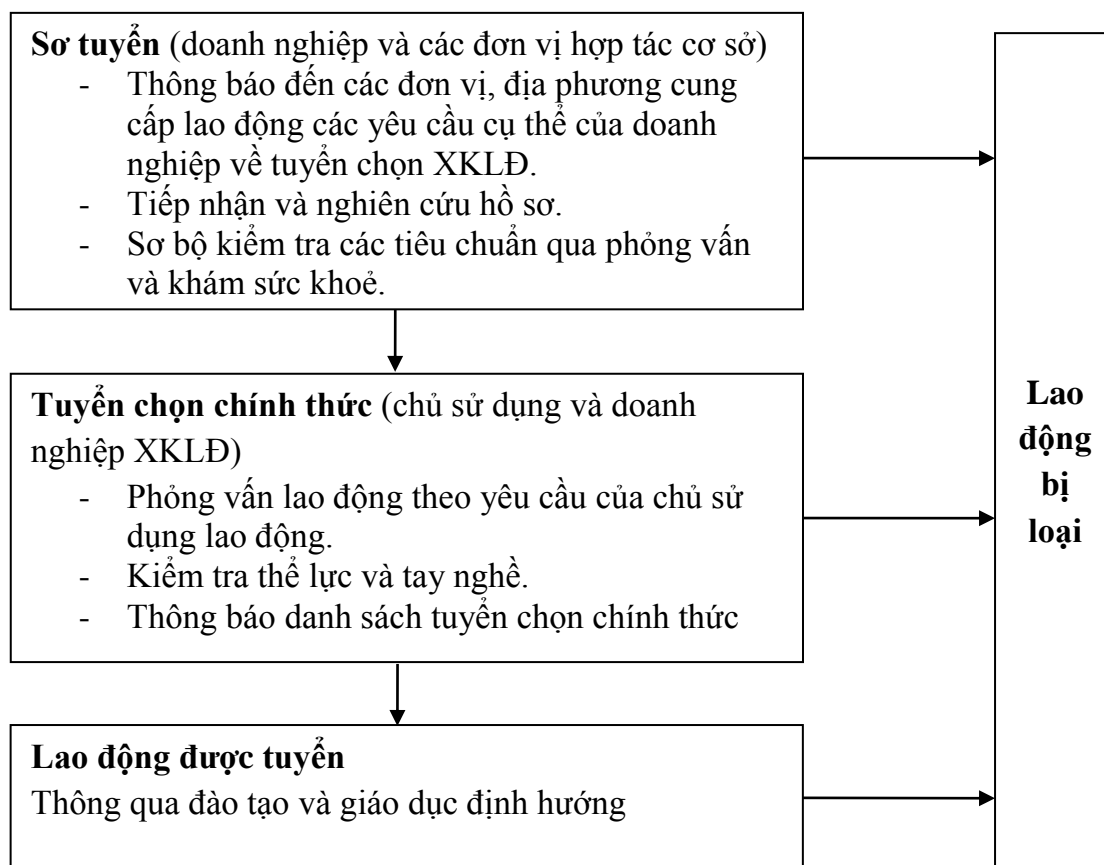 Sơ tuyển (doanh nghiệp và các đơn vị hợp tác cơ sở)
- Thông báo đến các đơn vị, địa phương cung
cấp lao động các yêu cầu cụ thể của doanh
nghiệp về tuyển chọn XKLĐ.
- Tiếp nhận và nghiên cứu hồ sơ.
- Sơ bộ kiểm tra các tiêu chuẩn qua phỏng vấn
và khám sức khoẻ.
Tuyển chọn chính thức (chủ sử dụng và doanh
nghiệp XKLĐ)
- Phỏng vấn lao động theo yêu cầu của chủ sử
dụng lao động.
- Kiểm tra thể lực và tay nghề.
- Thông báo danh sách tuyển chọn chính thức
Lao động được tuyển
Thông qua đào tạo và giáo dục định hướng
Lao
động
bị
loại